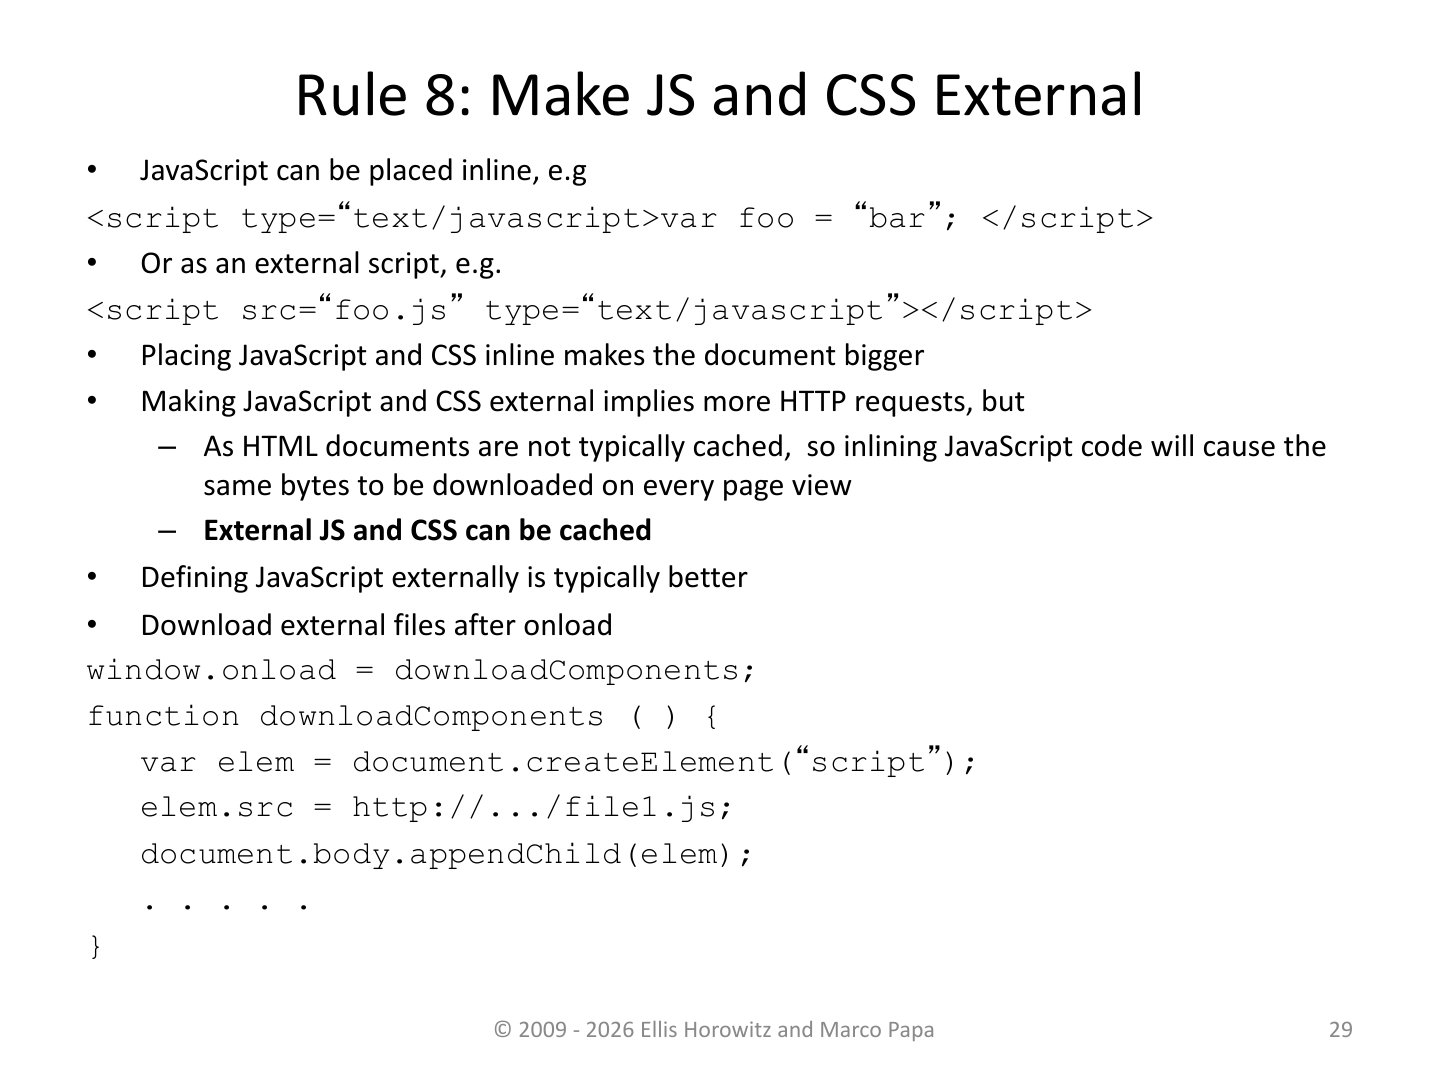 Rule 8: Make JS and CSS External
• JavaScript can be placed inline, e.g
<script type=“text/javascript>var foo = “bar”; </script>
• Or as an external script, e.g.
<script src=“foo.js” type=“text/javascript”></script>
• Placing JavaScript and CSS inline makes the document bigger
• Making JavaScript and CSS external implies more HTTP requests, but
– As HTML documents are not typically cached,  so inlining JavaScript code will cause the
same bytes to be downloaded on every page view
– External JS and CSS can be cached
• Defining JavaScript externally is typically better
• Download external files after onload
window.onload = downloadComponents;
function downloadComponents ( ) {
var elem = document.createElement(“script”);
elem.src = http://.../file1.js;
document.body.appendChild(elem);
. . . . .
}
© 2009 - 2026 Ellis Horowitz and Marco Papa
29